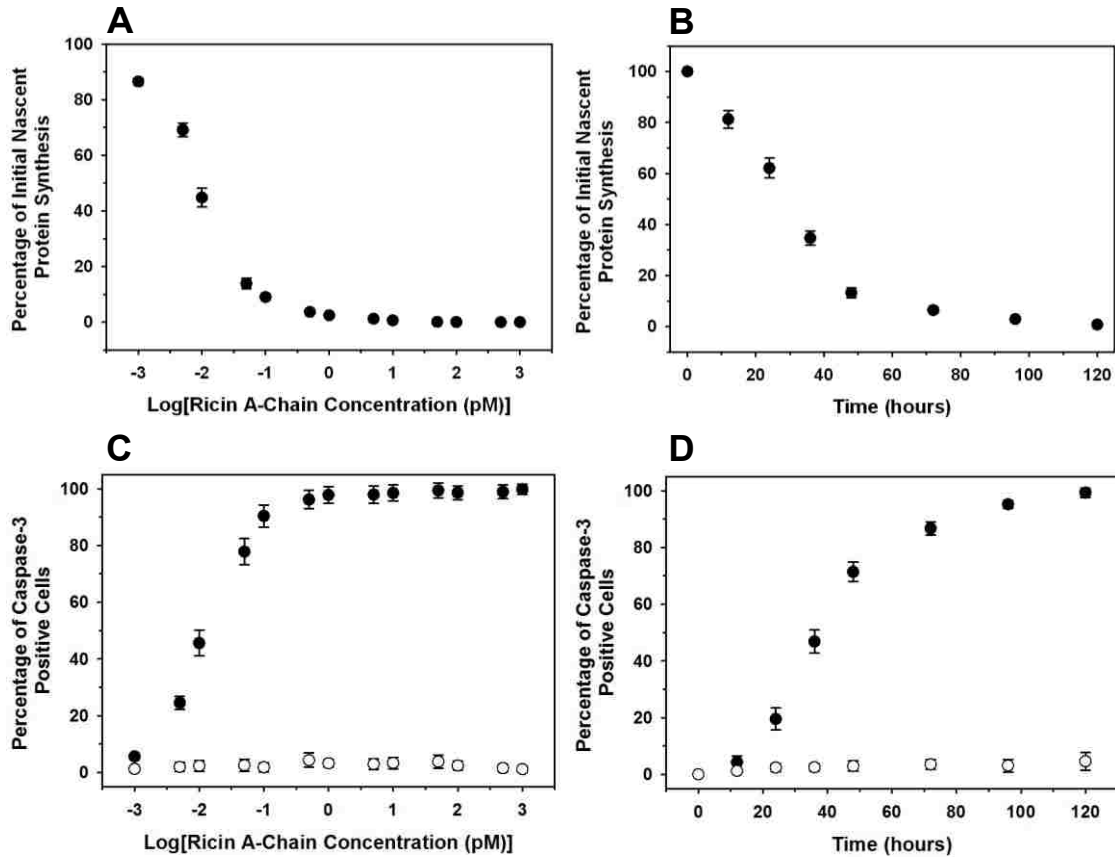 A
Percentage of Initial Nascent
Protein Synthesis
100
80
60
40
20
0
-3 -2 -1 0 1 2 3
Log[Ricin A-Chain Concentration (pM)]
B
Percentage of Initial Nascent
Protein Synthesis
100
80
60
40
20
0
0 20 40 60 80 100 120
Time (hours)
C
Percentage of Caspase-3
Positive Cells
100
80
60
40
20
0
-3 -2 -1 0 1 2 3
Log[Ricin A-Chain Concentration (pM)]
D
Percentage of Caspase-3
Positive Cells
100
80
60
40
20
0
0 20 40 60 80 100 120
Time (hours)